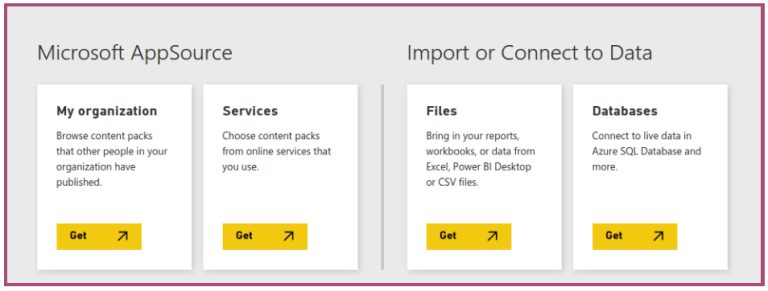 Microsoft AppSource
My organization
Browse content packs
that other people in your
organization have
published.
Get
Services
Choose content packs
from online services that
you use.
Get
Import or Connect to Data
Files
Bring in your reports,
workbooks, or data from
Excel, Power BI Desktop
or CSV files.
Get
Databases
Connect to live data in
Azure SQL Database and
more.
Get